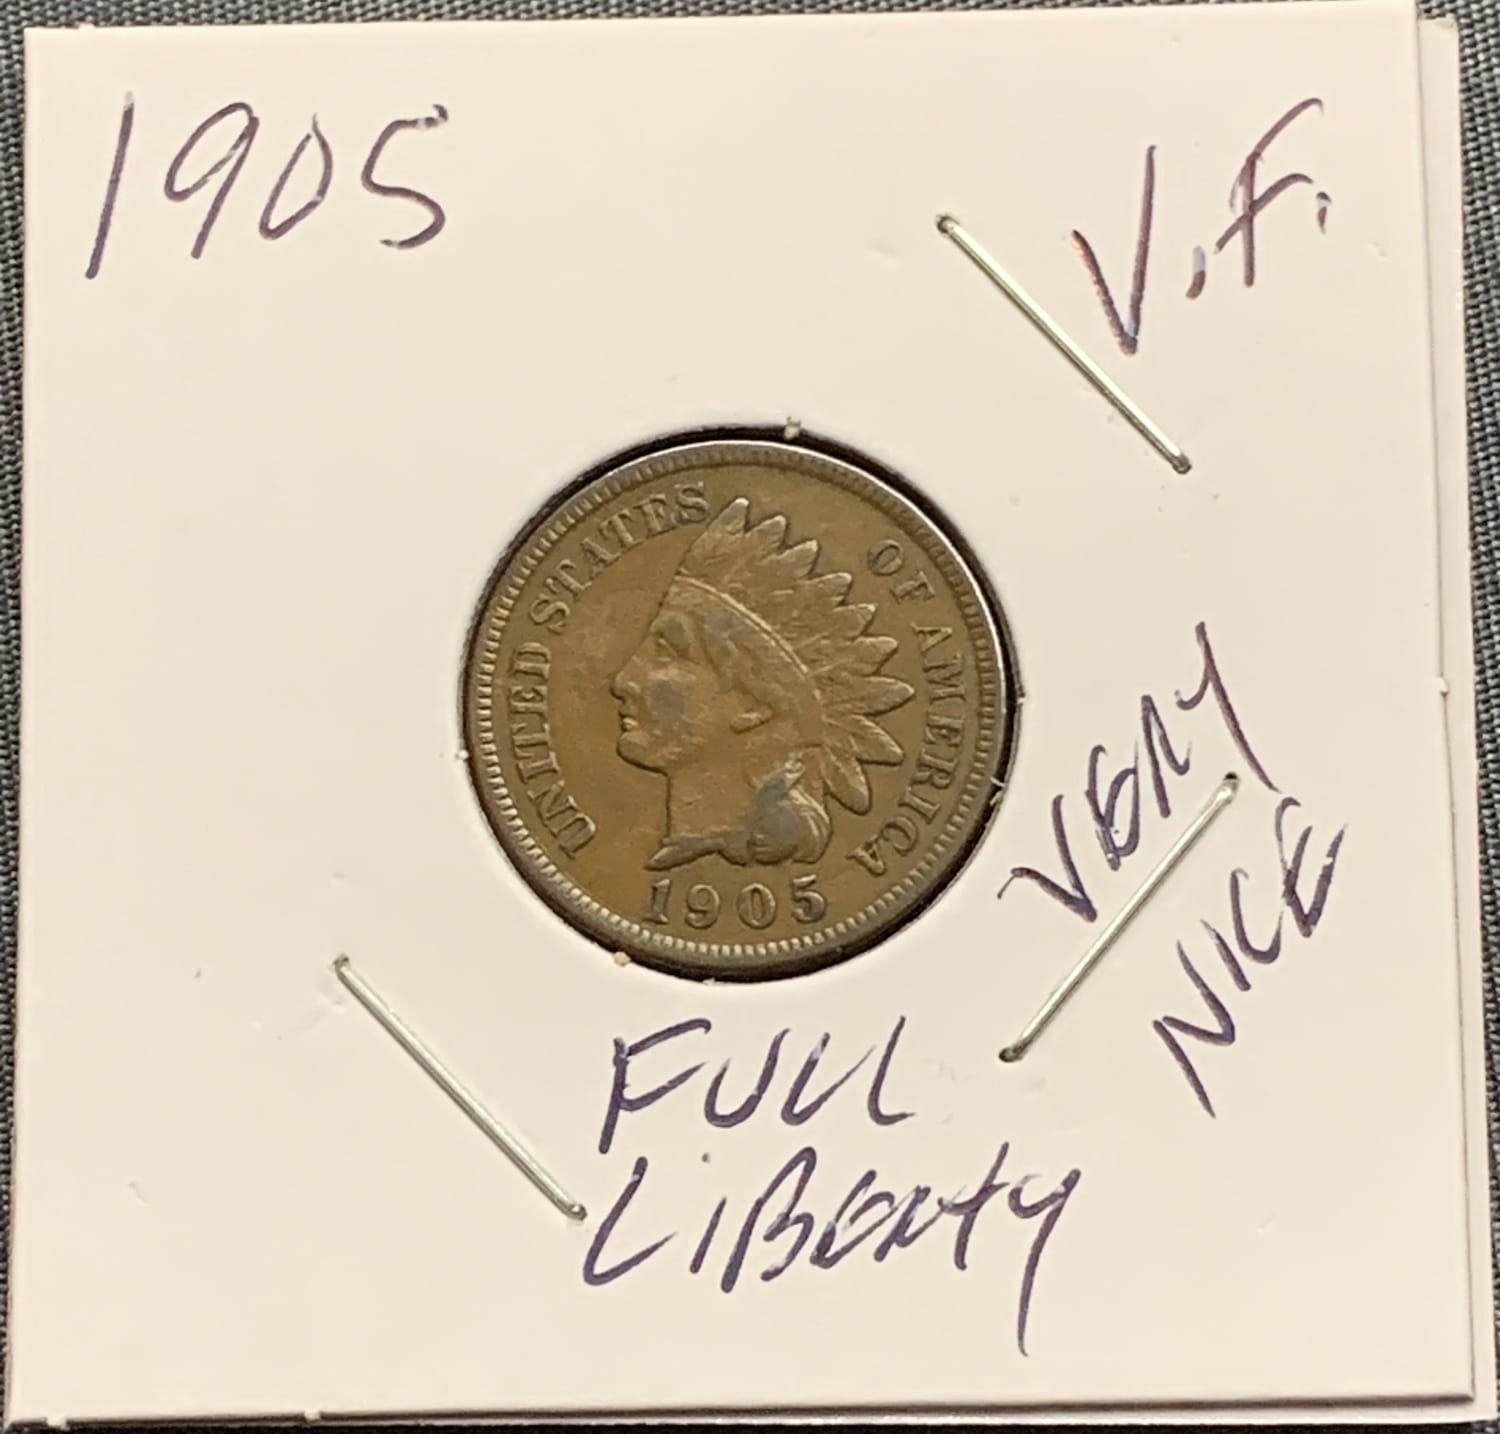 1905
V.F.
UNITED STATES OF AMERICA
1905
VERY
NICE
FULL
LIBERTY